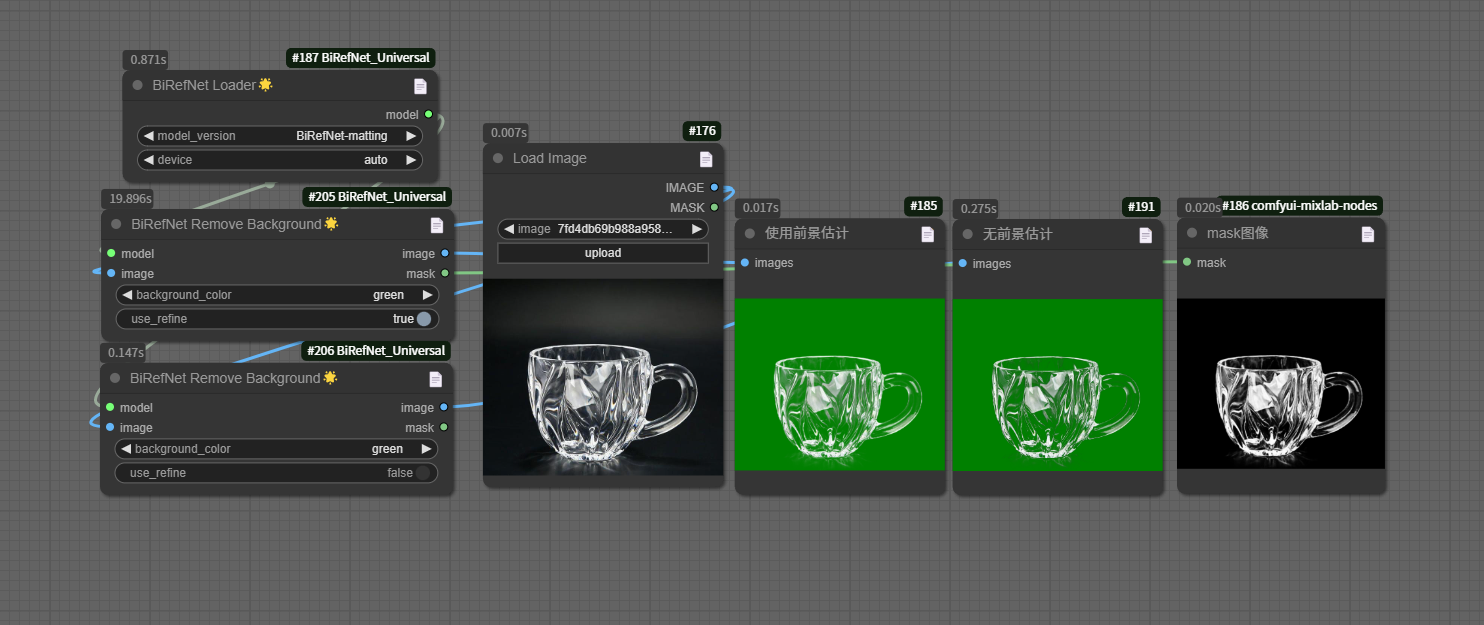 0.871s
#187 BiRefNet_Universal
BiRefNet Loader🌟
model
model_version BiRefNet-matting
device auto
19.896s
#205 BiRefNet_Universal
BiRefNet Remove Background🌟
model image
image mask
background_color green
use_refine true
0.147s
#206 BiRefNet_Universal
BiRefNet Remove Background🌟
model image
image mask
background_color green
use_refine false
0.007s
#176
Load Image
IMAGE
MASK
image 7fd4db69b988a958...
upload
0.017s
#185
使用前景估计
images
0.275s
#191
无前景估计
images
0.020s
#186 comfyui-mixlab-nodes
mask图像
mask